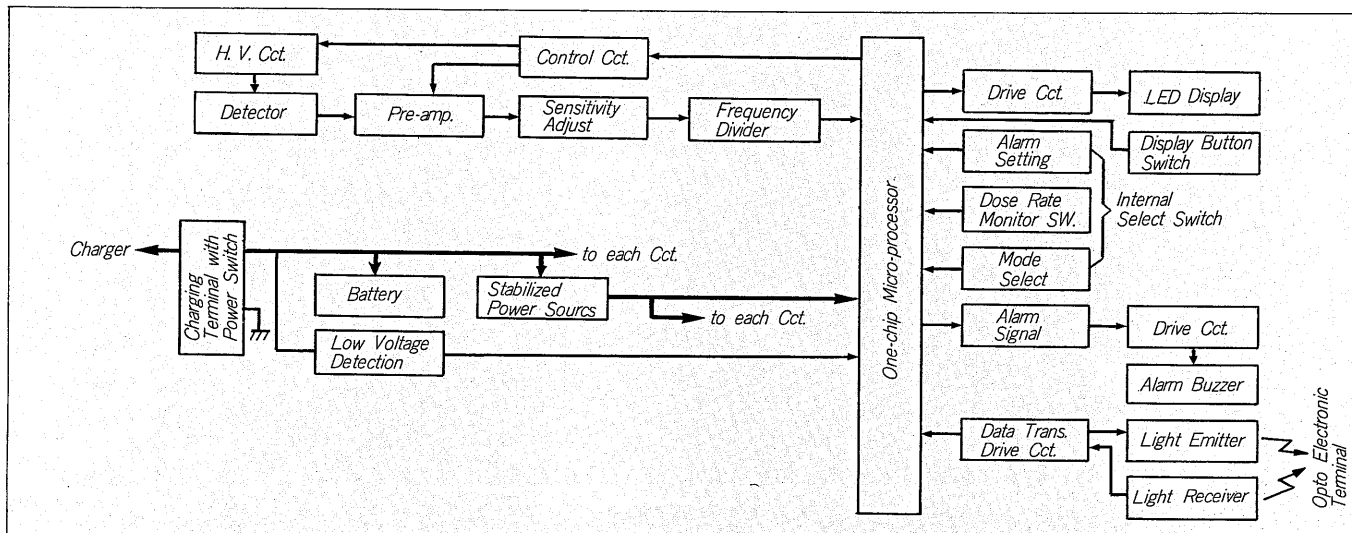 H. V. Cct.
Control Cct.
Detector
Pre-amp.
Sensitivity
Adjust
Frequency
Divider
Charger
Charging
Terminal with
Power Switch
to each Cct.
Battery
Stabilized
Power Sourcs
to each Cct.
Low Voltage
Detection
One-chip Micro-processor.
Drive Cct.
.LED Display
Display Button
Switch
Alarm
Setting
Dose Rate
Monitor SW.
Mode
Select
Internal
Select Switch
Alarm
Signal
Drive Cct.
Alarm Buzzer
Data Trans.
Drive Cct.
Light Emitter
Light Receiver
Opto Electronic
Terminal